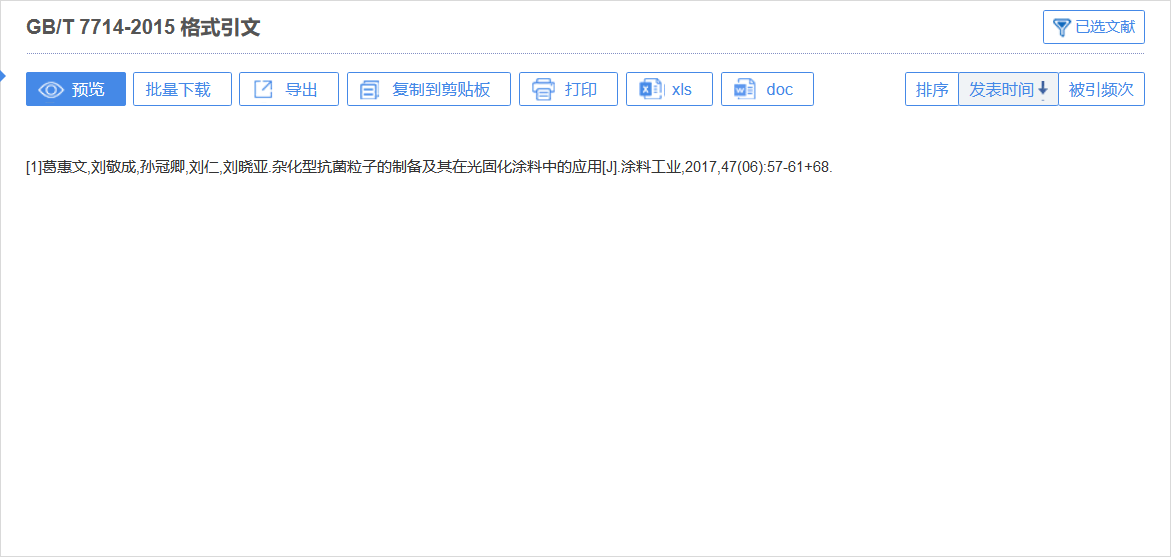 GB/T 7714-2015 格式引文
已选文献
预览 批量下载 导出 复制到剪贴板 打印 xls doc 排序 发表时间 被引频次
[1]葛惠文,刘敬成,孙冠卿,刘仁,刘晓亚.杂化型抗菌粒子的制备及其在光固化涂料中的应用[J].涂料工业,2017,47(06):57-61+68.